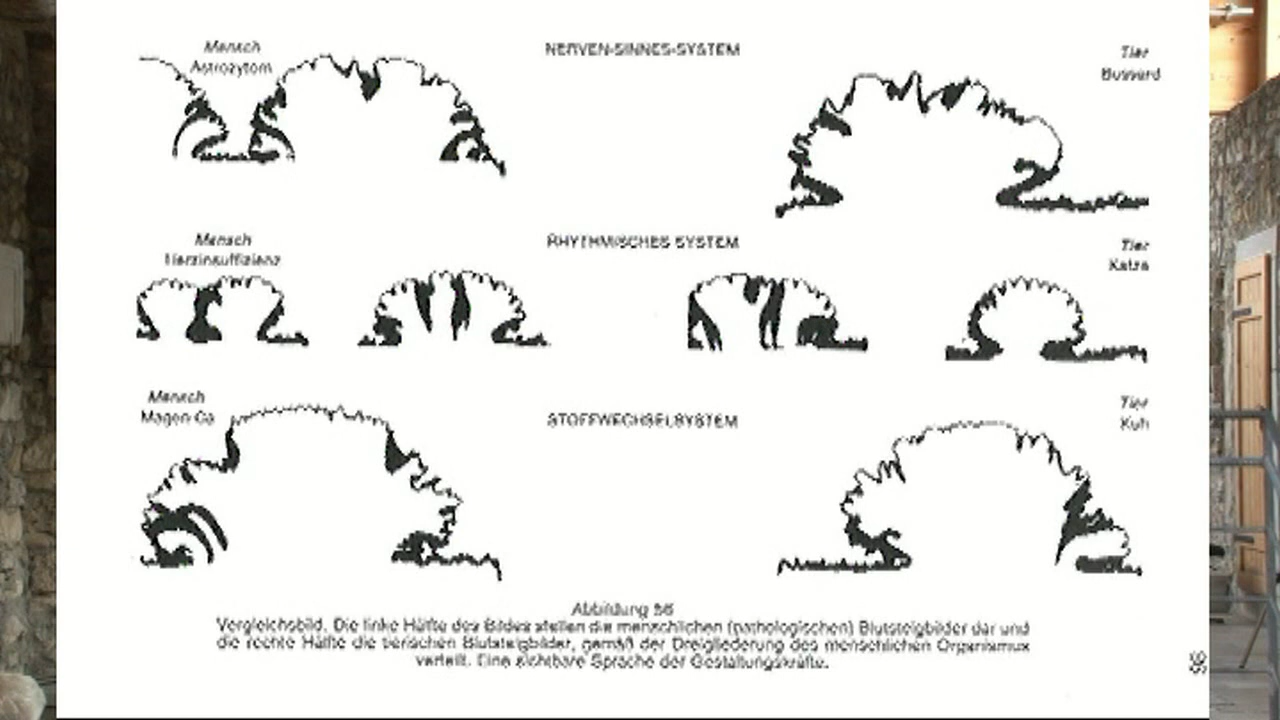 Mensch
Astrozytom
NERVEN-SINNES-SYSTEM
Tier
Bussard
Mensch
Herzinsuffizienz
RHYTHMISCHES SYSTEM
Tier
Katze
Mensch
Magen-Ca
STOFFWECHSELSYSTEM
Tier
Kuh
Abbildung 56
Vergleichsbild. Die linke Hälfte des Bildes stellen die menschlichen (pathologischen) Blutsteigbilder dar und
die rechte Hälfte die tierischen Blutsteigbilder, gemäß der Dreigliederung des menschlichen Organismus
verteilt. Eine sichtbare Sprache der Gestaltungskräfte.